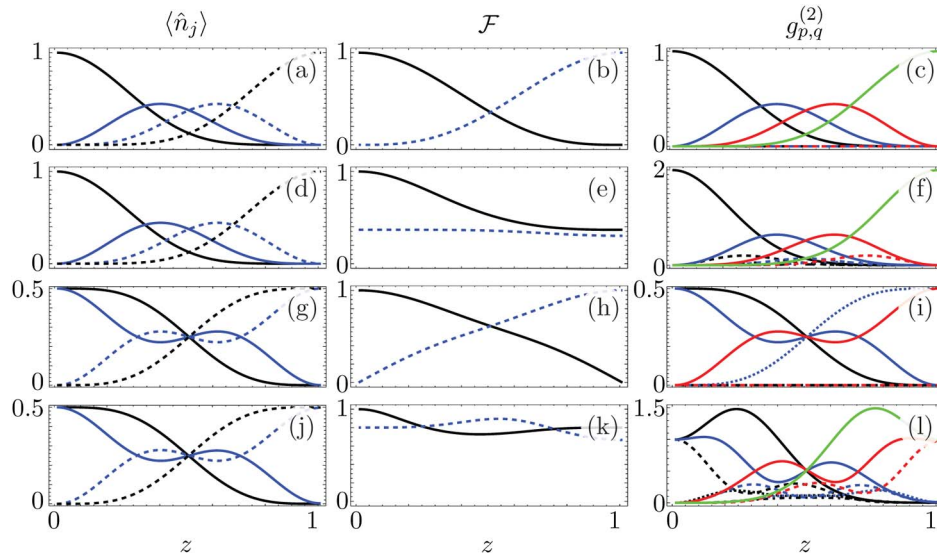 ⟨n̂_j⟩ ℱ g^{(2)}_{p,q}
1 (a) 1 (b) 1 (c)
0 0 0
1 (d) 1 (e) 2 (f)
0 0 0
0.5 (g) 1 (h) 0.5 (i)
0 0 0
0.5 (j) 1 (k) 1.5 (l)
0 0 0
0 1 0 1 0 1
z z z